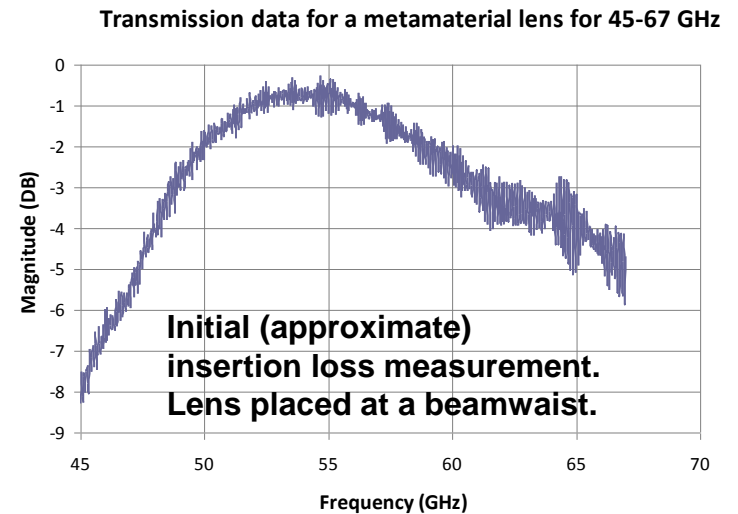 Transmission data for a metamaterial lens for 45-67 GHz
0
-1
-2
-3
-4
-5
-6
-7
-8
-9
Magnitude (DB)
Initial (approximate)
insertion loss measurement.
Lens placed at a beamwaist.
45 50 55 60 65 70
Frequency (GHz)